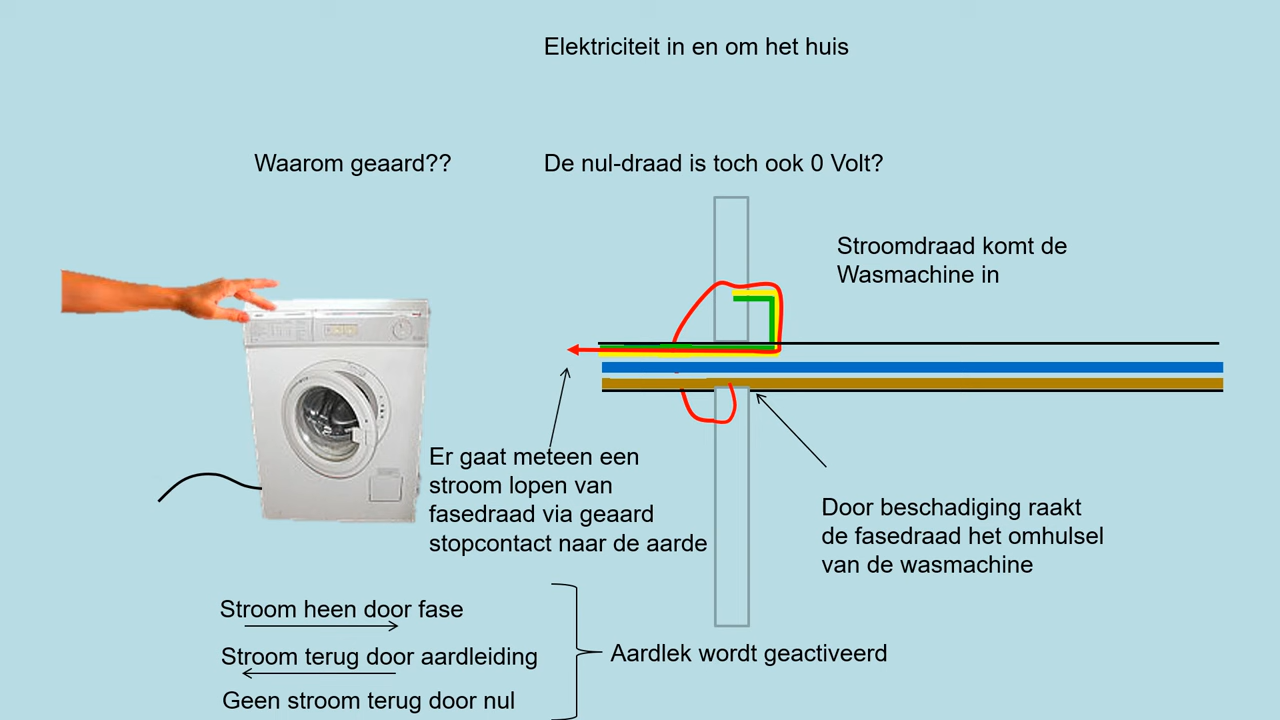 Elektriciteit in en om het huis
Waarom geaard??
De nul-draad is toch ook 0 Volt?
Stroomdraad komt de
Wasmachine in
Er gaat meteen een
stroom lopen van
fasedraad via geaard
stopcontact naar de aarde
Door beschadiging raakt
de fasedraad het omhulsel
van de wasmachine
Stroom heen door fase
Stroom terug door aardleiding
Geen stroom terug door nul
Aardlek wordt geactiveerd